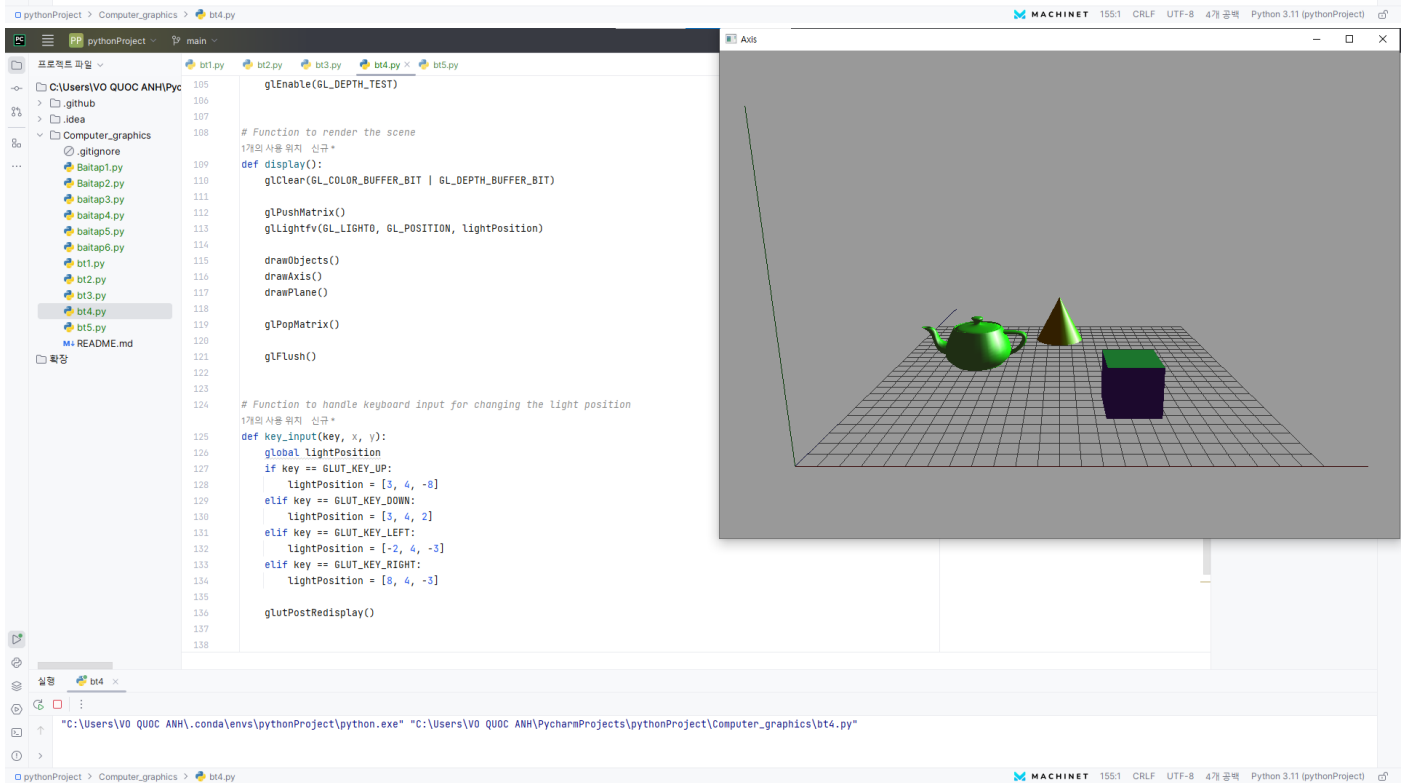 pythonProject > Computer_graphics > bt4.py
MACHINET 155:1 CRLF UTF-8 4개 공백 Python 3.11 (pythonProject)
PC PP pythonProject main
Axis
프로젝트 파일
bt1.py bt2.py bt3.py bt4.py × bt5.py
C:\Users\VO QUOC ANH\Pyc
.github
.idea
Computer_graphics
.gitignore
Baitap1.py
Baitap2.py
baitap3.py
baitap4.py
baitap5.py
baitap6.py
bt1.py
bt2.py
bt3.py
bt4.py
bt5.py
M↓ README.md
확장
105 glEnable(GL_DEPTH_TEST)
106
107
108 # Function to render the scene
1개의 사용 위치 신규 *
109 def display():
110 glClear(GL_COLOR_BUFFER_BIT | GL_DEPTH_BUFFER_BIT)
111
112 glPushMatrix()
113 glLightfv(GL_LIGHT0, GL_POSITION, lightPosition)
114
115 drawObjects()
116 drawAxis()
117 drawPlane()
118
119 glPopMatrix()
120
121 glFlush()
122
123
124 # Function to handle keyboard input for changing the light position
1개의 사용 위치 신규 *
125 def key_input(key, x, y):
126 global lightPosition
127 if key == GLUT_KEY_UP:
128 lightPosition = [3, 4, -8]
129 elif key == GLUT_KEY_DOWN:
130 lightPosition = [3, 4, 2]
131 elif key == GLUT_KEY_LEFT:
132 lightPosition = [-2, 4, -3]
133 elif key == GLUT_KEY_RIGHT:
134 lightPosition = [8, 4, -3]
135
136 glutPostRedisplay()
137
138
실행 bt4 ×
"C:\Users\VO QUOC ANH\.conda\envs\pythonProject\python.exe" "C:\Users\VO QUOC ANH\PycharmProjects\pythonProject\Computer_graphics\bt4.py"
pythonProject > Computer_graphics > bt4.py
MACHINET 155:1 CRLF UTF-8 4개 공백 Python 3.11 (pythonProject)